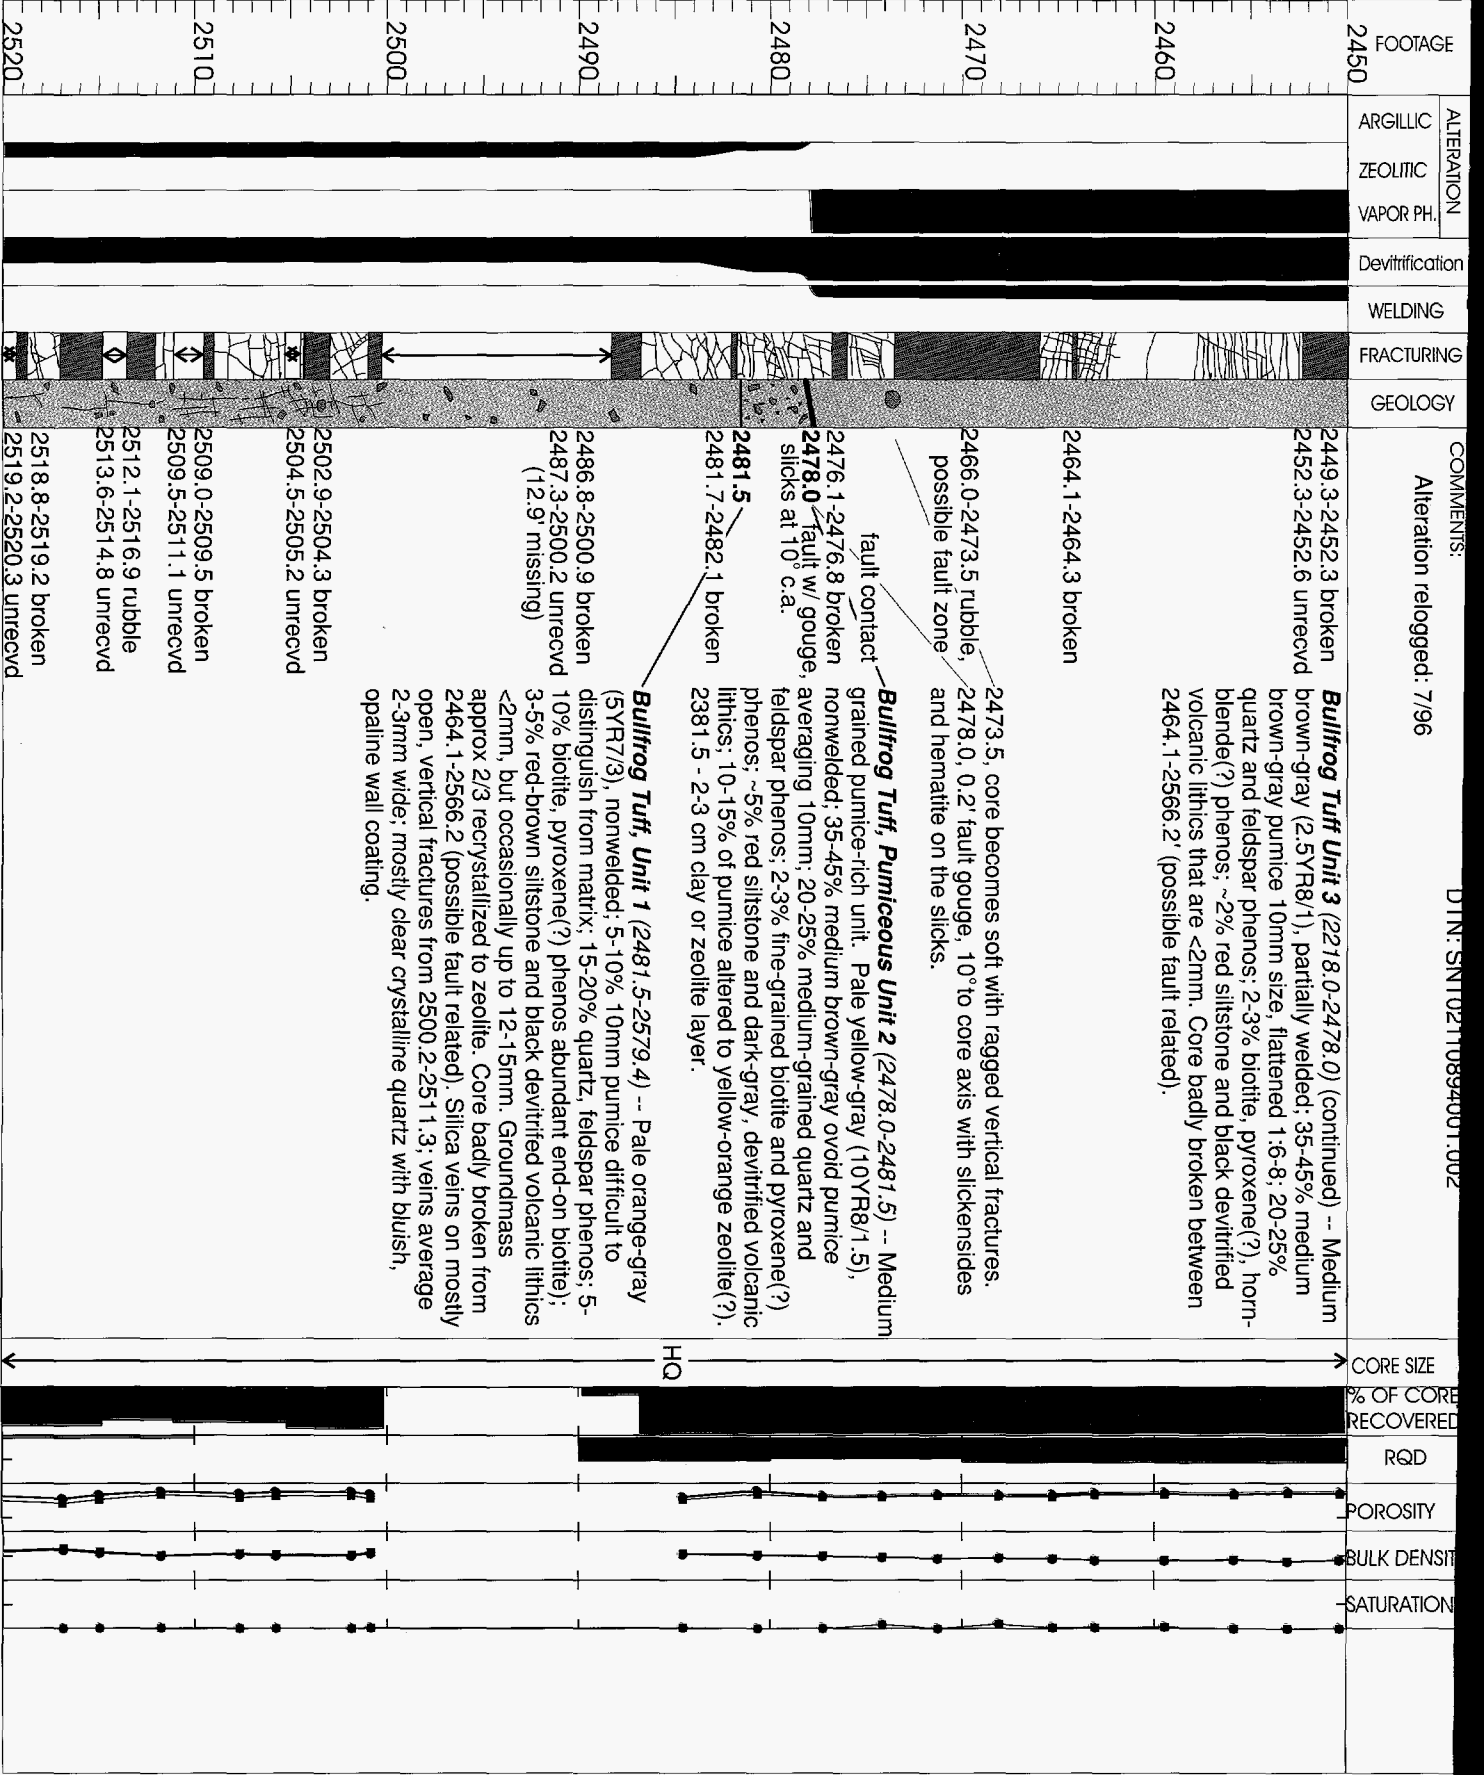 DTN: SNT02110894001.002
COMMENTS:
Alteration relogged: 7/96
FOOTAGE
ALTERATION
ARGILLIC
ZEOLITIC
VAPOR PH.
Devitrification
WELDING
FRACTURING
GEOLOGY
CORE SIZE
% OF CORE
RECOVERED
RQD
POROSITY
BULK DENSIT
SATURATION
2450
2460
2470
2480
2490
2500
2510
2520
2449.3-2452.3 broken
2452.3-2452.6 unrecvd
2464.1-2464.3 broken
2466.0-2473.5 rubble,
possible fault zone
fault contact
2476.1-2476.8 broken
2478.0 fault w/ gouge,
slicks at 10° c.a.
2481.5
2481.7-2482.1 broken
2486.8-2500.9 broken
2487.3-2500.2 unrecvd
(12.9' missing)
2502.9-2504.3 broken
2504.5-2505.2 unrecvd
2509.0-2509.5 broken
2509.5-2511.1 unrecvd
2512.1-2516.9 rubble
2513.6-2514.8 unrecvd
2518.8-2519.2 broken
2519.2-2520.3 unrecvd
Bullfrog Tuff Unit 3 (2218.0-2478.0) (continued) -- Medium
brown-gray (2.5YR8/1), partially welded; 35-45% medium
brown-gray pumice 10mm size, flattened 1:6-8; 20-25%
quartz and feldspar phenos; 2-3% biotite, pyroxene(?), horn-
blende(?) phenos; ~2% red siltstone and black devitrified
volcanic lithics that are <2mm. Core badly broken between
2464.1-2566.2' (possible fault related).
2473.5, core becomes soft with ragged vertical fractures.
2478.0, 0.2' fault gouge, 10° to core axis with slickensides
and hematite on the slicks.
Bullfrog Tuff, Pumiceous Unit 2 (2478.0-2481.5) -- Medium
grained pumice-rich unit. Pale yellow-gray (10YR8/1.5),
nonwelded; 35-45% medium brown-gray ovoid pumice
averaging 10mm; 20-25% medium-grained quartz and
feldspar phenos; 2-3% fine-grained biotite and pyroxene(?)
phenos; ~5% red siltstone and dark-gray, devitrified volcanic
lithics; 10-15% of pumice altered to yellow-orange zeolite(?).
2381.5 - 2-3 cm clay or zeolite layer.
Bullfrog Tuff, Unit 1 (2481.5-2579.4) -- Pale orange-gray
(5YR7/3), nonwelded; 5-10% 10mm pumice difficult to
distinguish from matrix; 15-20% quartz, feldspar phenos; 5-
10% biotite, pyroxene(?) phenos abundant end-on biotite);
3-5% red-brown siltstone and black devitrifed volcanic lithics
<2mm, but occasionally up to 12-15mm. Groundmass
approx 2/3 recrystallized to zeolite. Core badly broken from
2464.1-2566.2 (possible fault related). Silica veins on mostly
open, vertical fractures from 2500.2-2511.3; veins average
2-3mm wide; mostly clear crystalline quartz with bluish,
opaline wall coating.
HQ